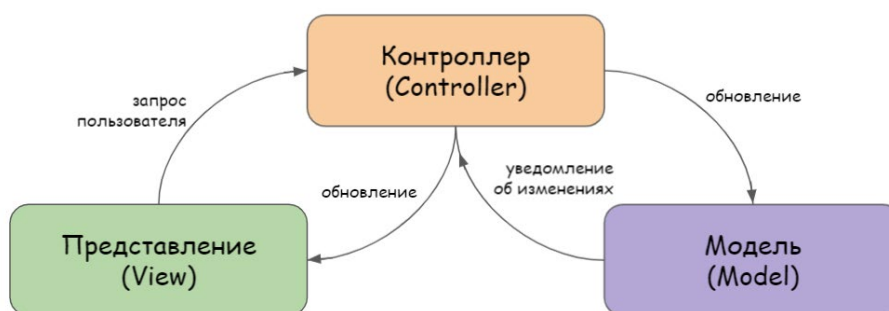 Контроллер
(Controller)
запрос
пользователя
обновление
уведомление
об изменениях
обновление
Представление
(View)
Модель
(Model)